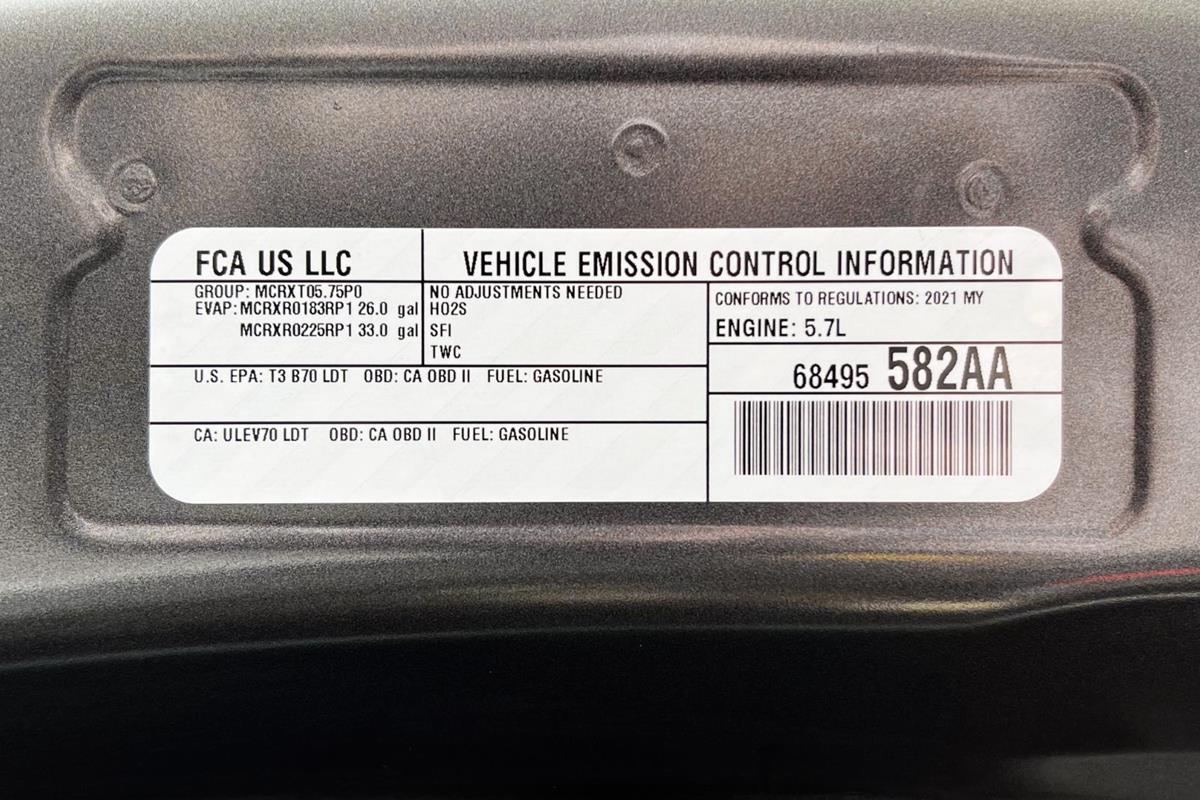 FCA US LLC
VEHICLE EMISSION CONTROL INFORMATION
GROUP: MCRXT05.75P0
EVAP: MCRXR0183RP1 26.0 gal
MCRXR0225RP1 33.0 gal
NO ADJUSTMENTS NEEDED
HO2S
SFI
TWC
CONFORMS TO REGULATIONS: 2021 MY
ENGINE: 5.7L
68495 582AA
U.S. EPA: T3 B70 LDT OBD: CA OBD II FUEL: GASOLINE
CA: ULEV70 LDT OBD: CA OBD II FUEL: GASOLINE